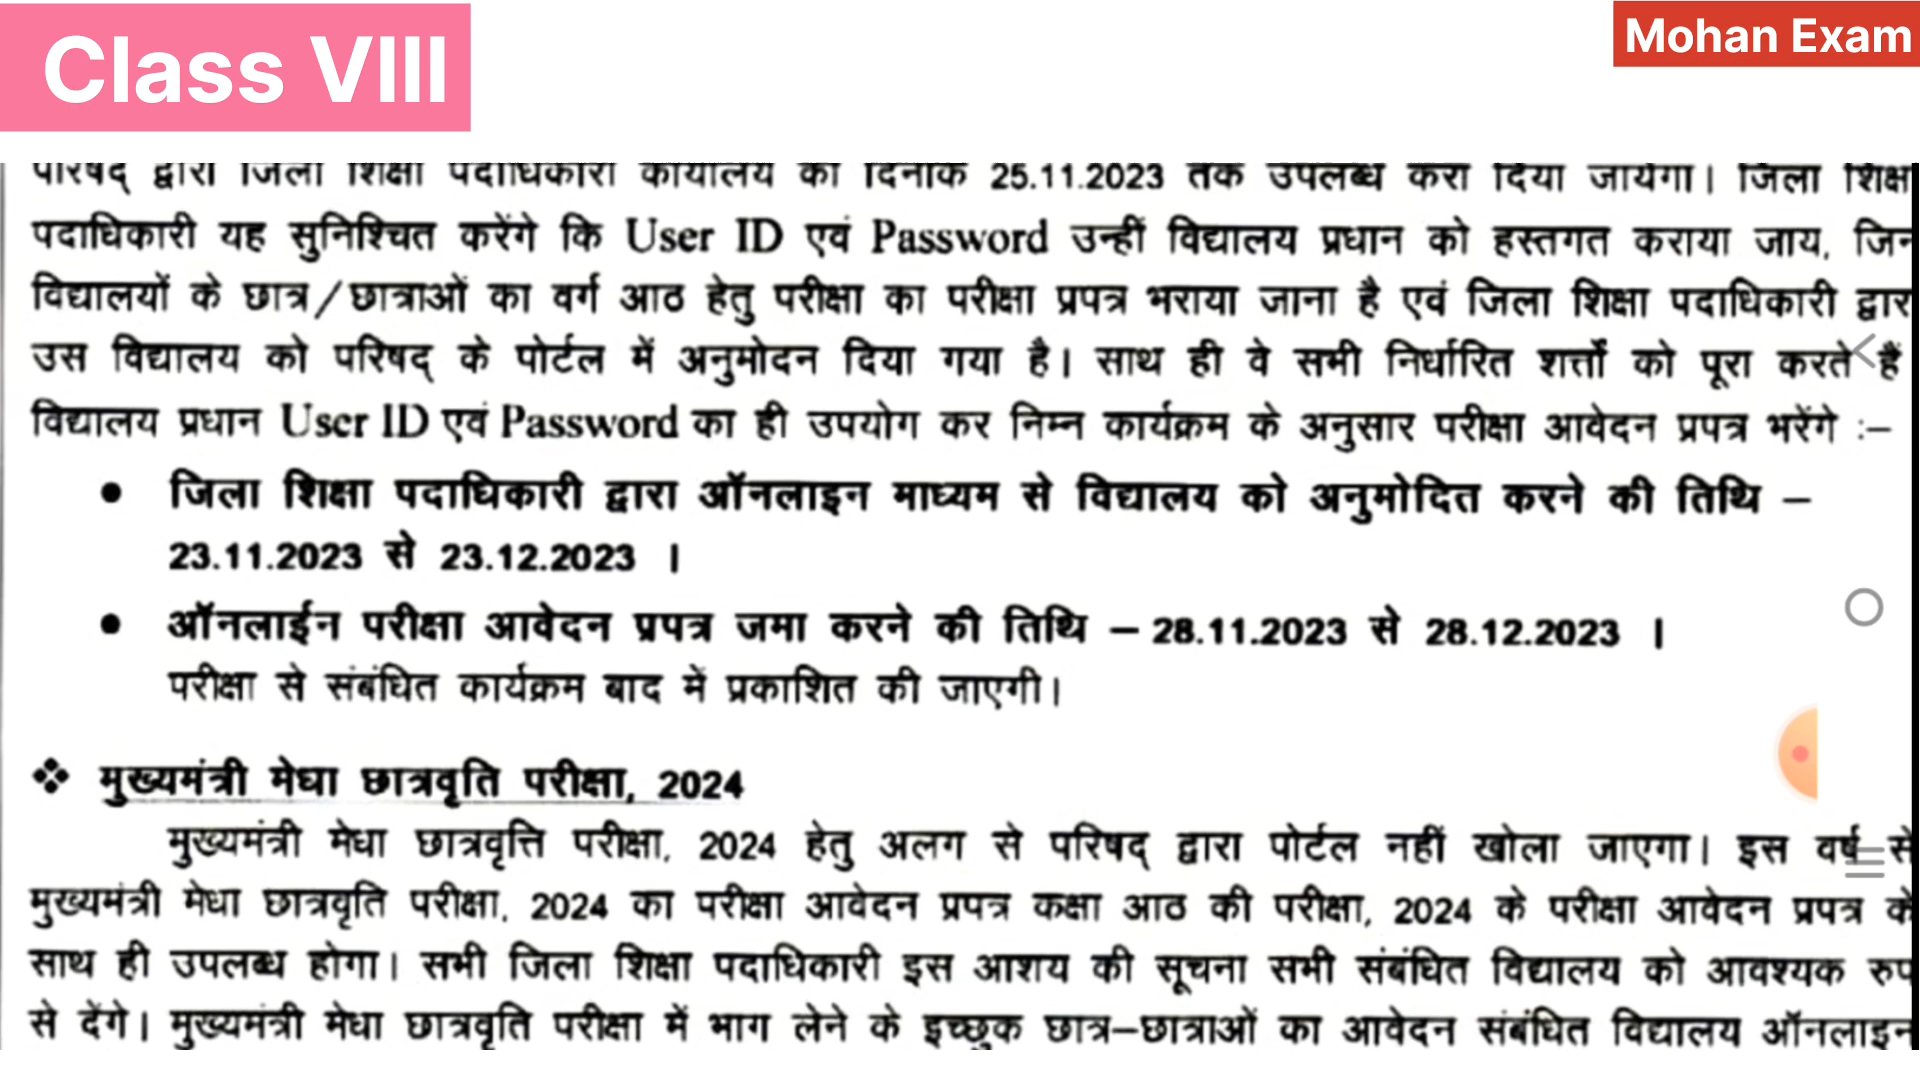 Class VIII
Mohan Exam
परिषद् द्वारा जिला शिक्षा पदाधिकारी कार्यालय को दिनांक 25.11.2023 तक उपलब्ध करा दिया जायेगा। जिला शिक्षा
पदाधिकारी यह सुनिश्चित करेंगे कि User ID एवं Password उन्हीं विद्यालय प्रधान को हस्तगत कराया जाय, जिन
विद्यालयों के छात्र/छात्राओं का वर्ग आठ हेतु परीक्षा का परीक्षा प्रपत्र भराया जाना है एवं जिला शिक्षा पदाधिकारी द्वारा
उस विद्यालय को परिषद् के पोर्टल में अनुमोदन दिया गया है। साथ ही वे सभी निर्धारित शर्त्तों को पूरा करते हैं
विद्यालय प्रधान User ID एवं Password का ही उपयोग कर निम्न कार्यक्रम के अनुसार परीक्षा आवेदन प्रपत्र भरेंगे :–
• जिला शिक्षा पदाधिकारी द्वारा ऑनलाइन माध्यम से विद्यालय को अनुमोदित करने की तिथि –
23.11.2023 से 23.12.2023 ।
• ऑनलाईन परीक्षा आवेदन प्रपत्र जमा करने की तिथि – 28.11.2023 से 28.12.2023 ।
परीक्षा से संबंधित कार्यक्रम बाद में प्रकाशित की जाएगी।
❖ मुख्यमंत्री मेधा छात्रवृति परीक्षा, 2024
मुख्यमंत्री मेधा छात्रवृत्ति परीक्षा, 2024 हेतु अलग से परिषद् द्वारा पोर्टल नहीं खोला जाएगा। इस वर्ष से
मुख्यमंत्री मेधा छात्रवृति परीक्षा, 2024 का परीक्षा आवेदन प्रपत्र कक्षा आठ की परीक्षा, 2024 के परीक्षा आवेदन प्रपत्र के
साथ ही उपलब्ध होगा। सभी जिला शिक्षा पदाधिकारी इस आशय की सूचना सभी संबंधित विद्यालय को आवश्यक रुप
से देंगे। मुख्यमंत्री मेधा छात्रवृति परीक्षा में भाग लेने के इच्छुक छात्र–छात्राओं का आवेदन संबंधित विद्यालय ऑनलाइन